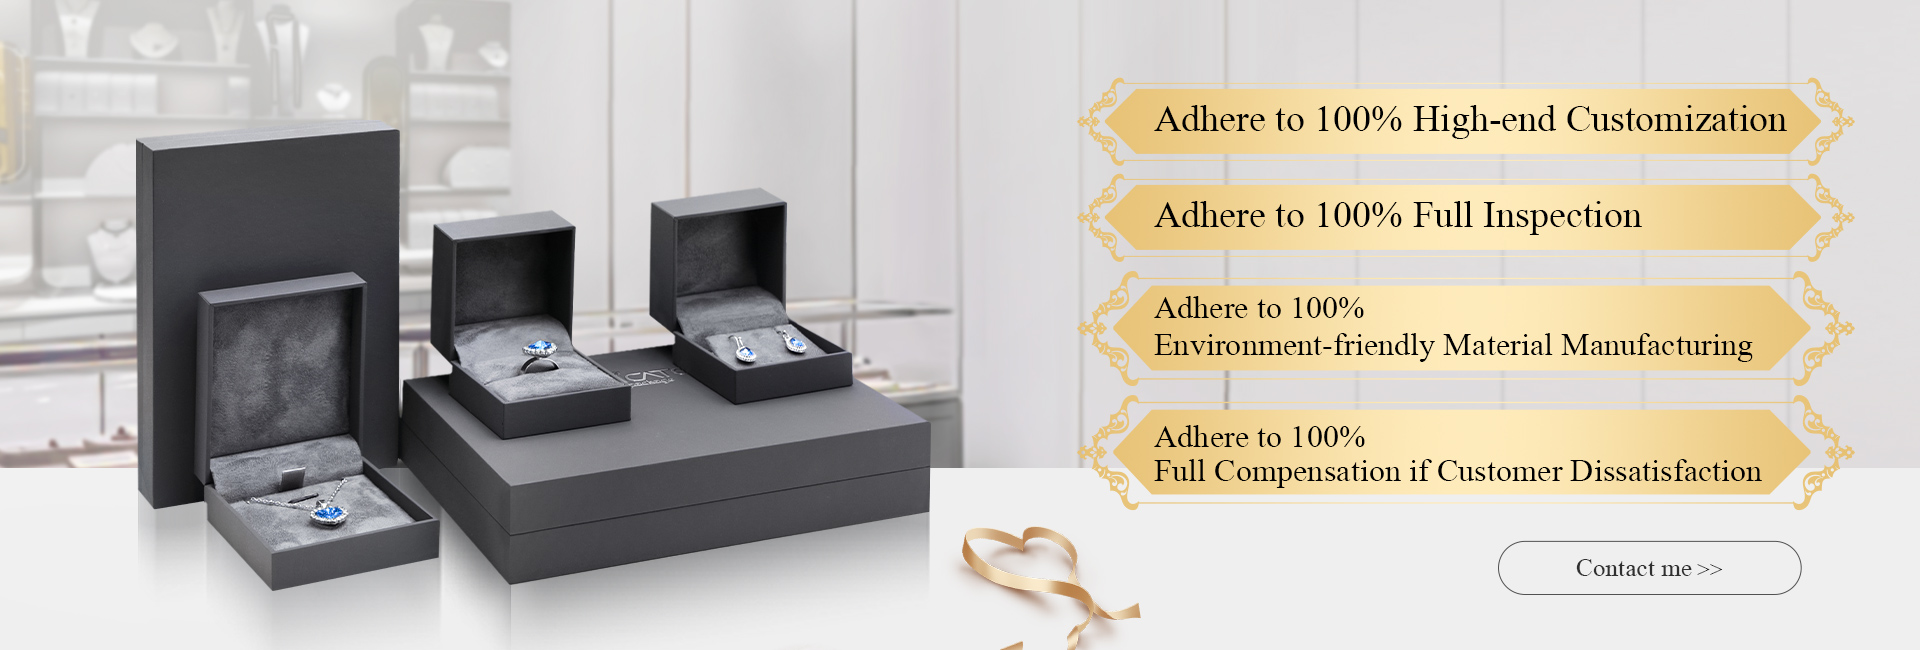 Adhere to 100% High-end Customization
Adhere to 100% Full Inspection
Adhere to 100%
Environment-friendly Material Manufacturing
Adhere to 100%
Full Compensation if Customer Dissatisfaction
Contact me >>